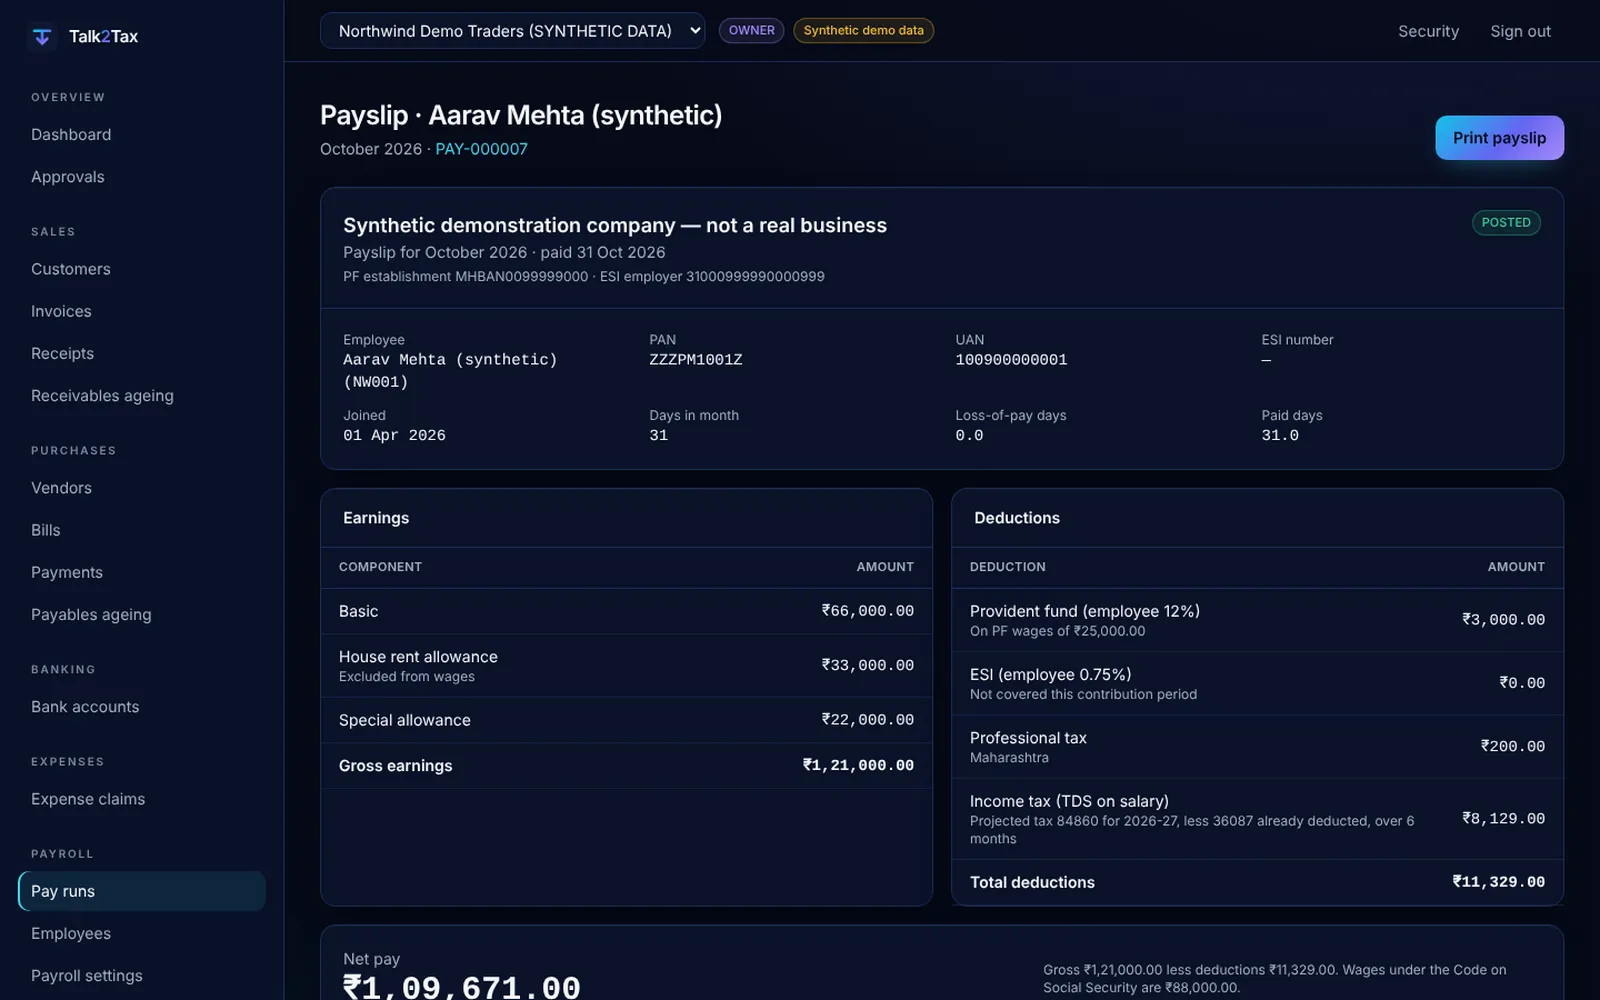 Talk2Tax
Northwind Demo Traders (SYNTHETIC DATA)
OWNER
Synthetic demo data
Security
Sign out
OVERVIEW
Dashboard
Approvals
SALES
Customers
Invoices
Receipts
Receivables ageing
PURCHASES
Vendors
Bills
Payments
Payables ageing
BANKING
Bank accounts
EXPENSES
Expense claims
PAYROLL
Pay runs
Employees
Payroll settings
Payslip · Aarav Mehta (synthetic)
October 2026 · PAY-000007
Print payslip
Synthetic demonstration company — not a real business
POSTED
Payslip for October 2026 · paid 31 Oct 2026
PF establishment MHBAN0099999000 · ESI employer 31000999990000999
Employee
Aarav Mehta (synthetic)
(NW001)
PAN
ZZZPM1001Z
UAN
100900000001
ESI number
—
Joined
01 Apr 2026
Days in month
31
Loss-of-pay days
0.0
Paid days
31.0
Earnings
COMPONENT AMOUNT
Basic ₹66,000.00
House rent allowance ₹33,000.00
Excluded from wages
Special allowance ₹22,000.00
Gross earnings ₹1,21,000.00
Deductions
DEDUCTION AMOUNT
Provident fund (employee 12%) ₹3,000.00
On PF wages of ₹25,000.00
ESI (employee 0.75%) ₹0.00
Not covered this contribution period
Professional tax ₹200.00
Maharashtra
Income tax (TDS on salary) ₹8,129.00
Projected tax 84860 for 2026-27, less 36087 already deducted, over 6
months
Total deductions ₹11,329.00
Net pay
₹1,09,671.00
Gross ₹1,21,000.00 less deductions ₹11,329.00. Wages under the Code on
Social Security are ₹88,000.00.